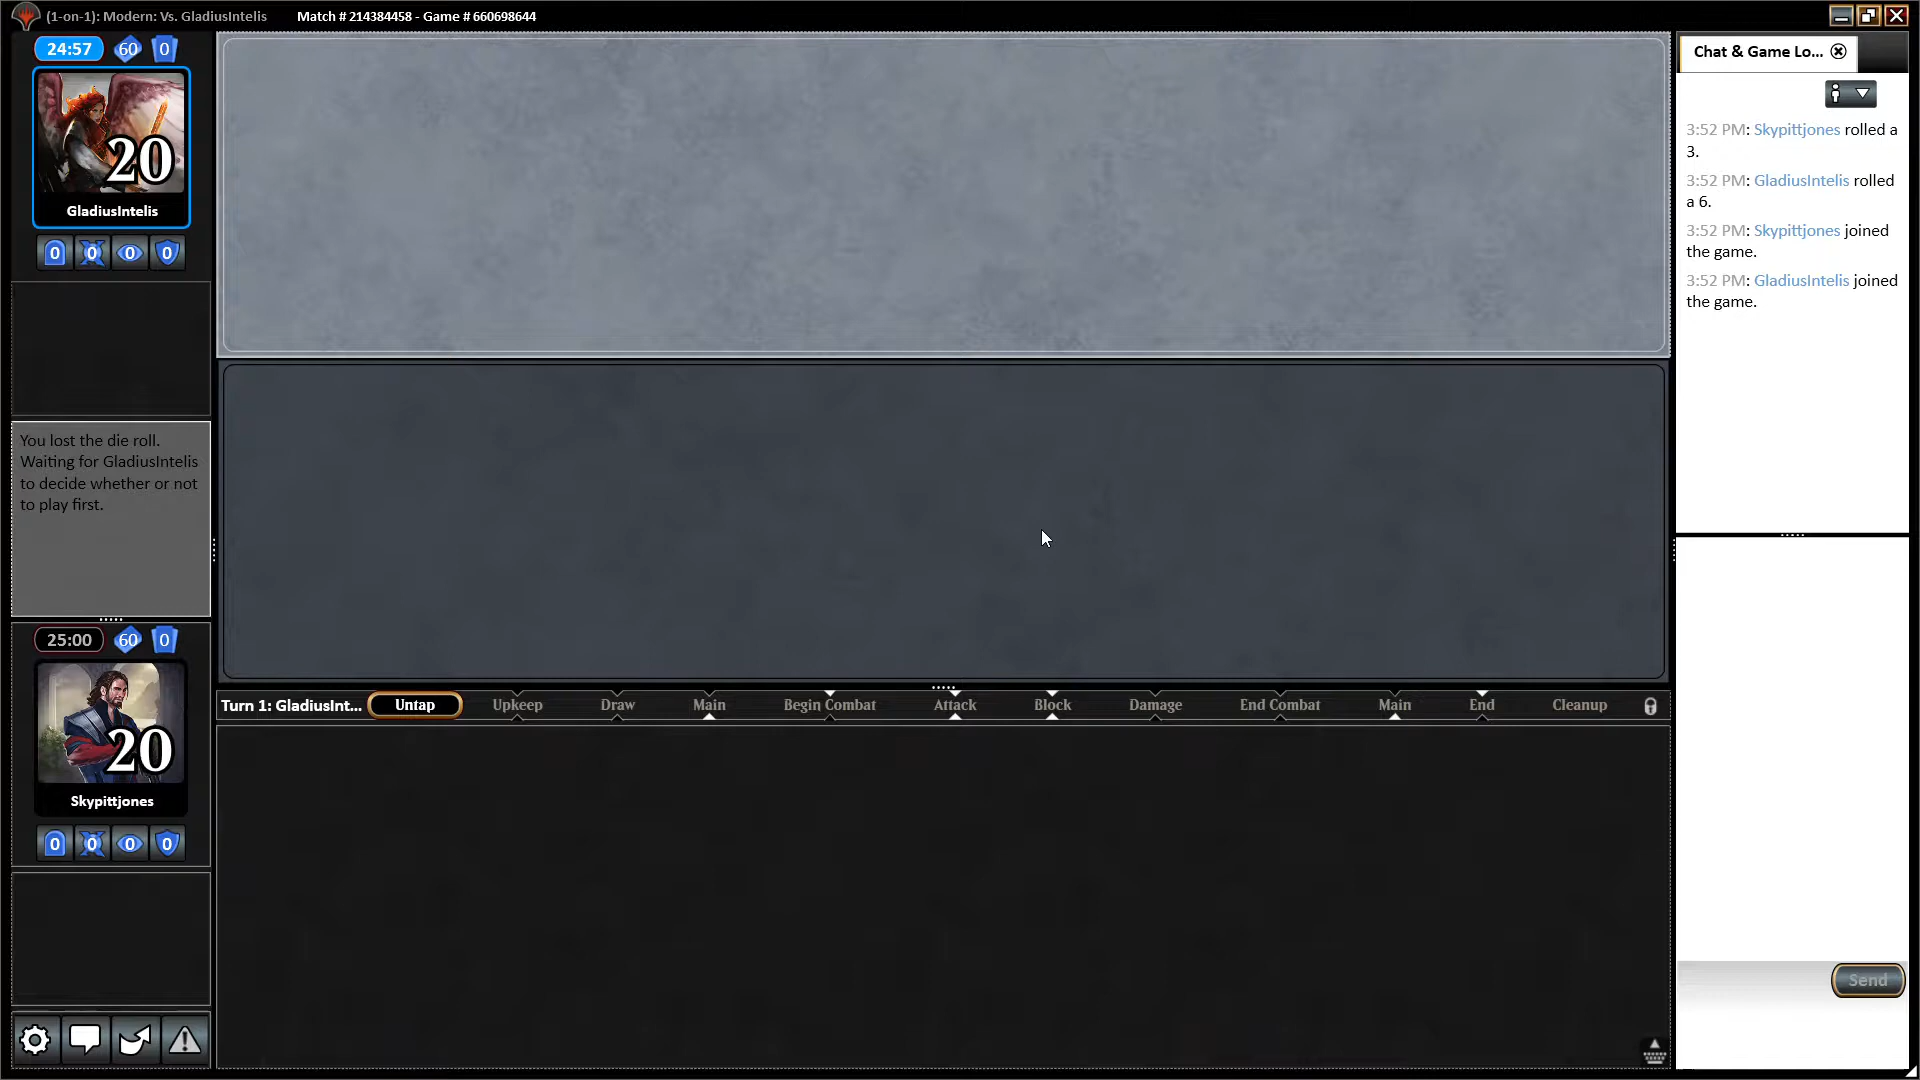 (1-on-1): Modern: Vs. GladiusIntelis
Match # 214384458 - Game # 660698644
24:57
60
0
20
GladiusIntelis
0
0
0
0
You lost the die roll.
Waiting for GladiusIntelis
to decide whether or not
to play first.
25:00
60
0
20
Skypittjones
0
0
0
0
Turn 1: GladiusInt...
Untap
Upkeep
Draw
Main
Begin Combat
Attack
Block
Damage
End Combat
Main
End
Cleanup
Chat & Game Lo...
3:52 PM: Skypittjones rolled a
3.
3:52 PM: GladiusIntelis rolled
a 6.
3:52 PM: Skypittjones joined
the game.
3:52 PM: GladiusIntelis joined
the game.
Send